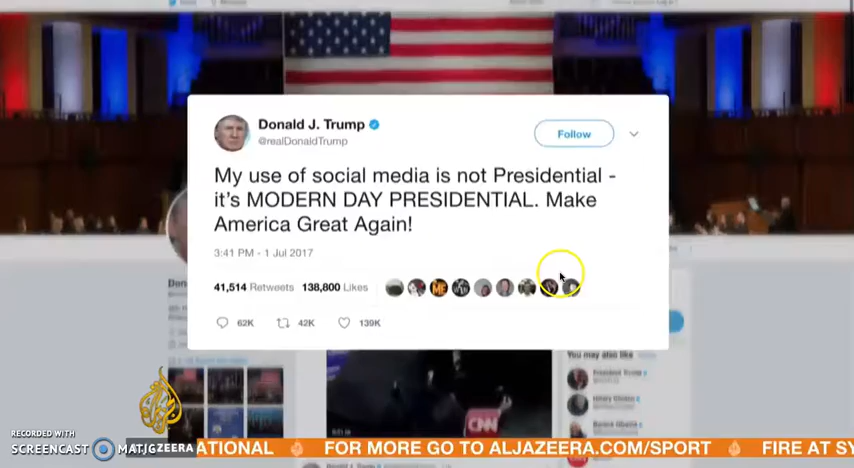 Donald J. Trump
@realDonaldTrump
Follow
My use of social media is not Presidential -
it's MODERN DAY PRESIDENTIAL. Make
America Great Again!
3:41 PM - 1 Jul 2017
41,514 Retweets 138,800 Likes
62K 42K 139K
You may also like
CNN
RECORDED WITH
SCREENCAST MATIC
ZEERA
ATIONAL FOR MORE GO TO ALJAZEERA.COM/SPORT FIRE AT SY